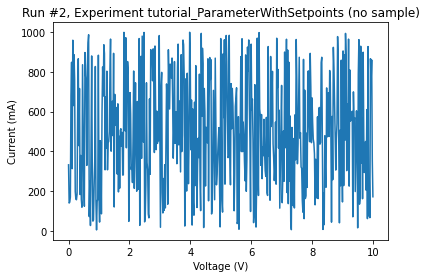 Run #2, Experiment tutorial_ParameterWithSetpoints (no sample)
1000
800
600
400
200
0
Current (mA)
0 2 4 6 8 10
Voltage (V)